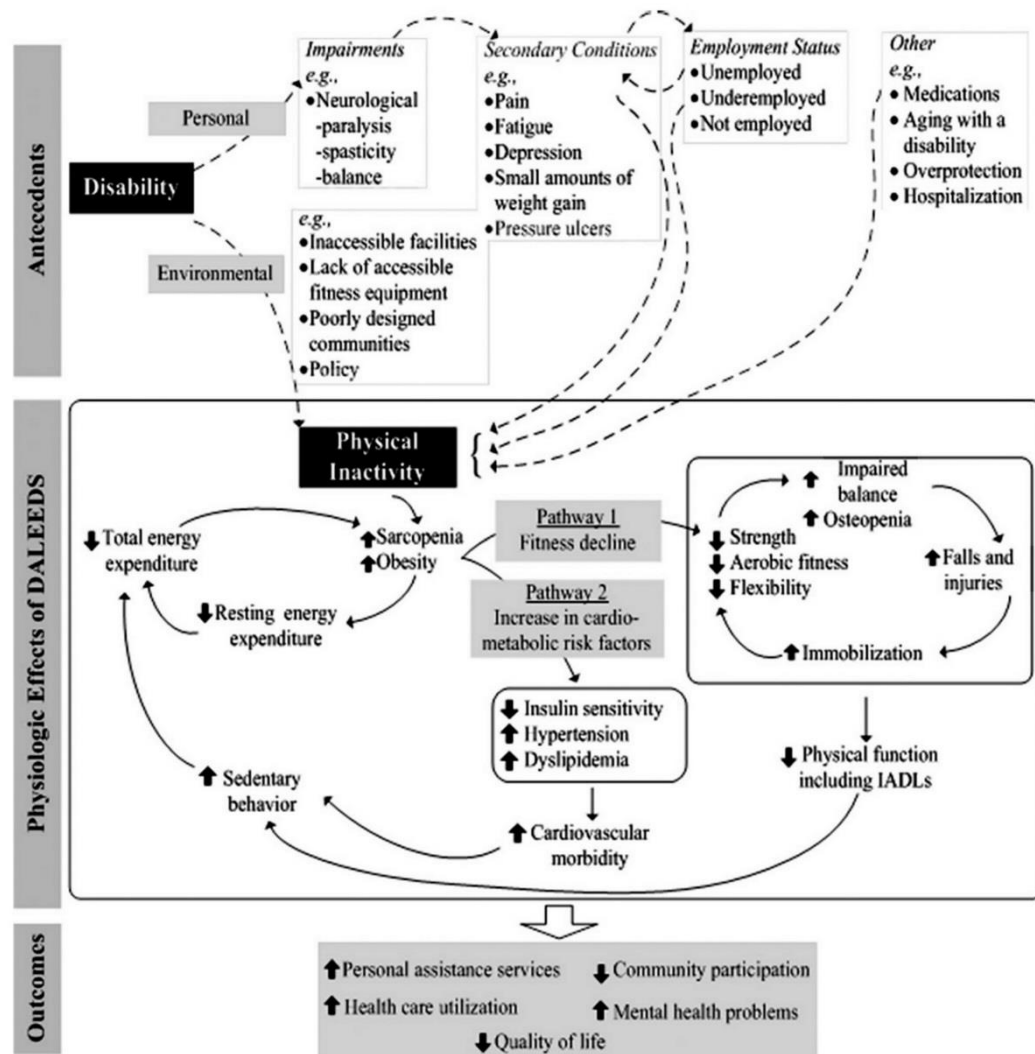 Antecedents
Disability
Personal
Environmental
Impairments
e.g.,
●Neurological
-paralysis
-spasticity
-balance
e.g.,
●Inaccessible facilities
●Lack of accessible
fitness equipment
●Poorly designed
communities
●Policy
Secondary Conditions
e.g.,
●Pain
●Fatigue
●Depression
●Small amounts of
weight gain
●Pressure ulcers
Employment Status
●Unemployed
●Underemployed
●Not employed
Other
e.g.,
●Medications
●Aging with a
disability
●Overprotection
●Hospitalization
Physiologic Effects of DALEEDS
Physical
Inactivity
{
Total energy
expenditure
Sarcopenia
Obesity
Resting energy
expenditure
Sedentary
behavior
Pathway 1
Fitness decline
Pathway 2
Increase in cardio-
metabolic risk factors
Insulin sensitivity
Hypertension
Dyslipidemia
Cardiovascular
morbidity
Impaired
balance
Osteopenia
Strength
Aerobic fitness
Flexibility
Falls and
injuries
Immobilization
Physical function
including IADLs
Outcomes
Personal assistance services
Community participation
Health care utilization
Mental health problems
Quality of life